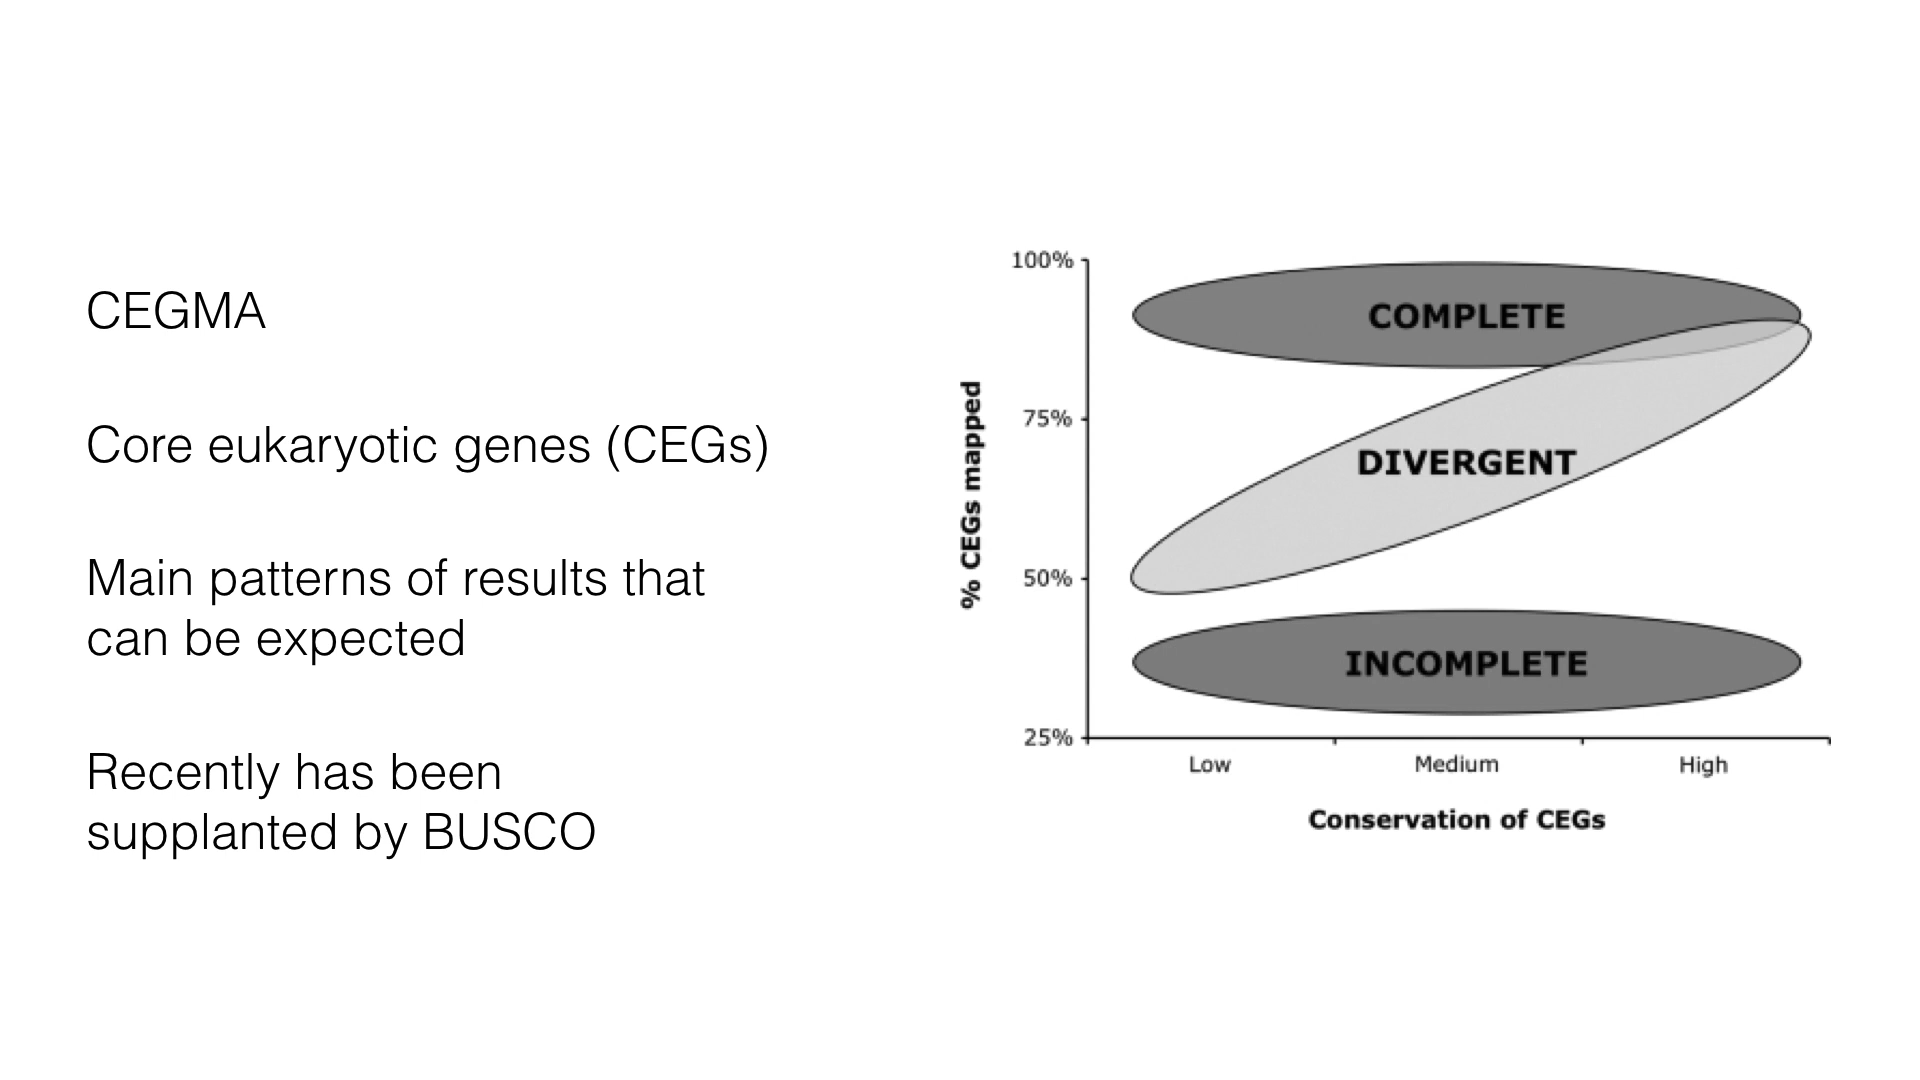 CEGMA
Core eukaryotic genes (CEGs)
Main patterns of results that
can be expected
Recently has been
supplanted by BUSCO
% CEGs mapped
100%
75%
50%
25%
COMPLETE
DIVERGENT
INCOMPLETE
Low Medium High
Conservation of CEGs